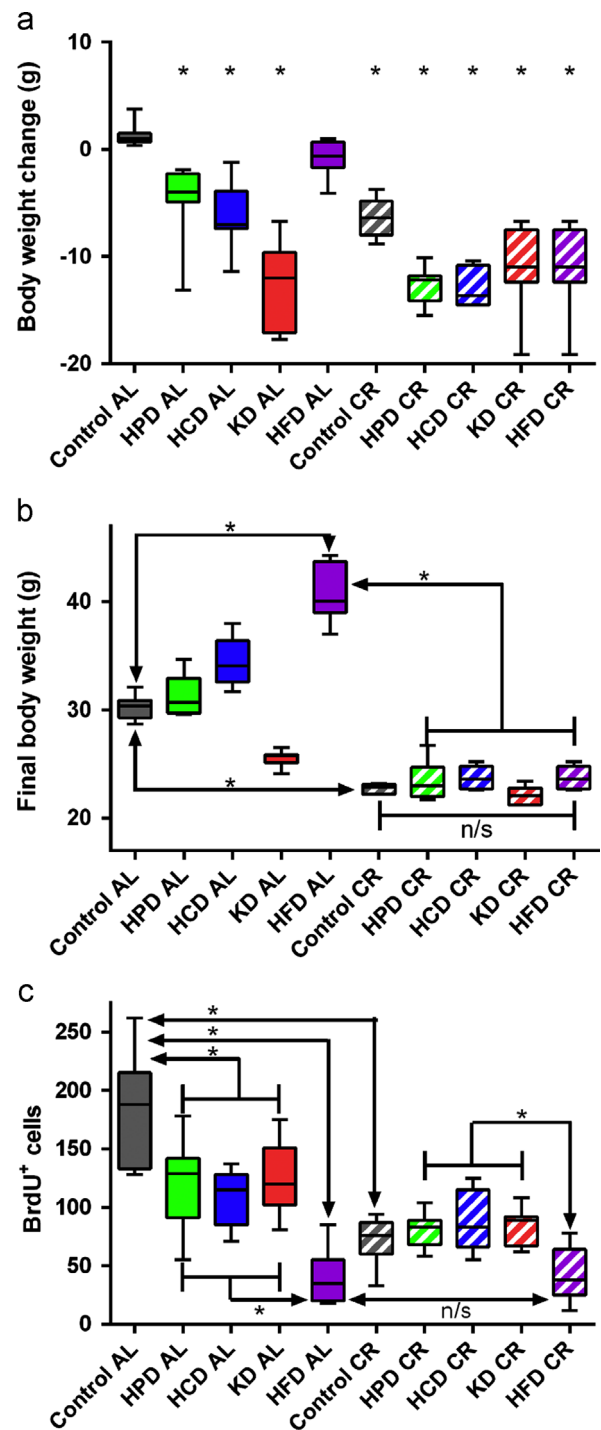 a
Body weight change (g)
10
* * * * * * * *
0
-10
-20
Control AL HPD AL HCD AL KD AL HFD AL Control CR HPD CR HCD CR KD CR HFD CR
b
Final body weight (g)
*
*
40
30
*
20
n/s
Control AL HPD AL HCD AL KD AL HFD AL Control CR HPD CR HCD CR KD CR HFD CR
c
BrdU⁺ cells
*
250
*
*
200
150
*
100
50
* n/s
0
Control AL HPD AL HCD AL KD AL HFD AL Control CR HPD CR HCD CR KD CR HFD CR